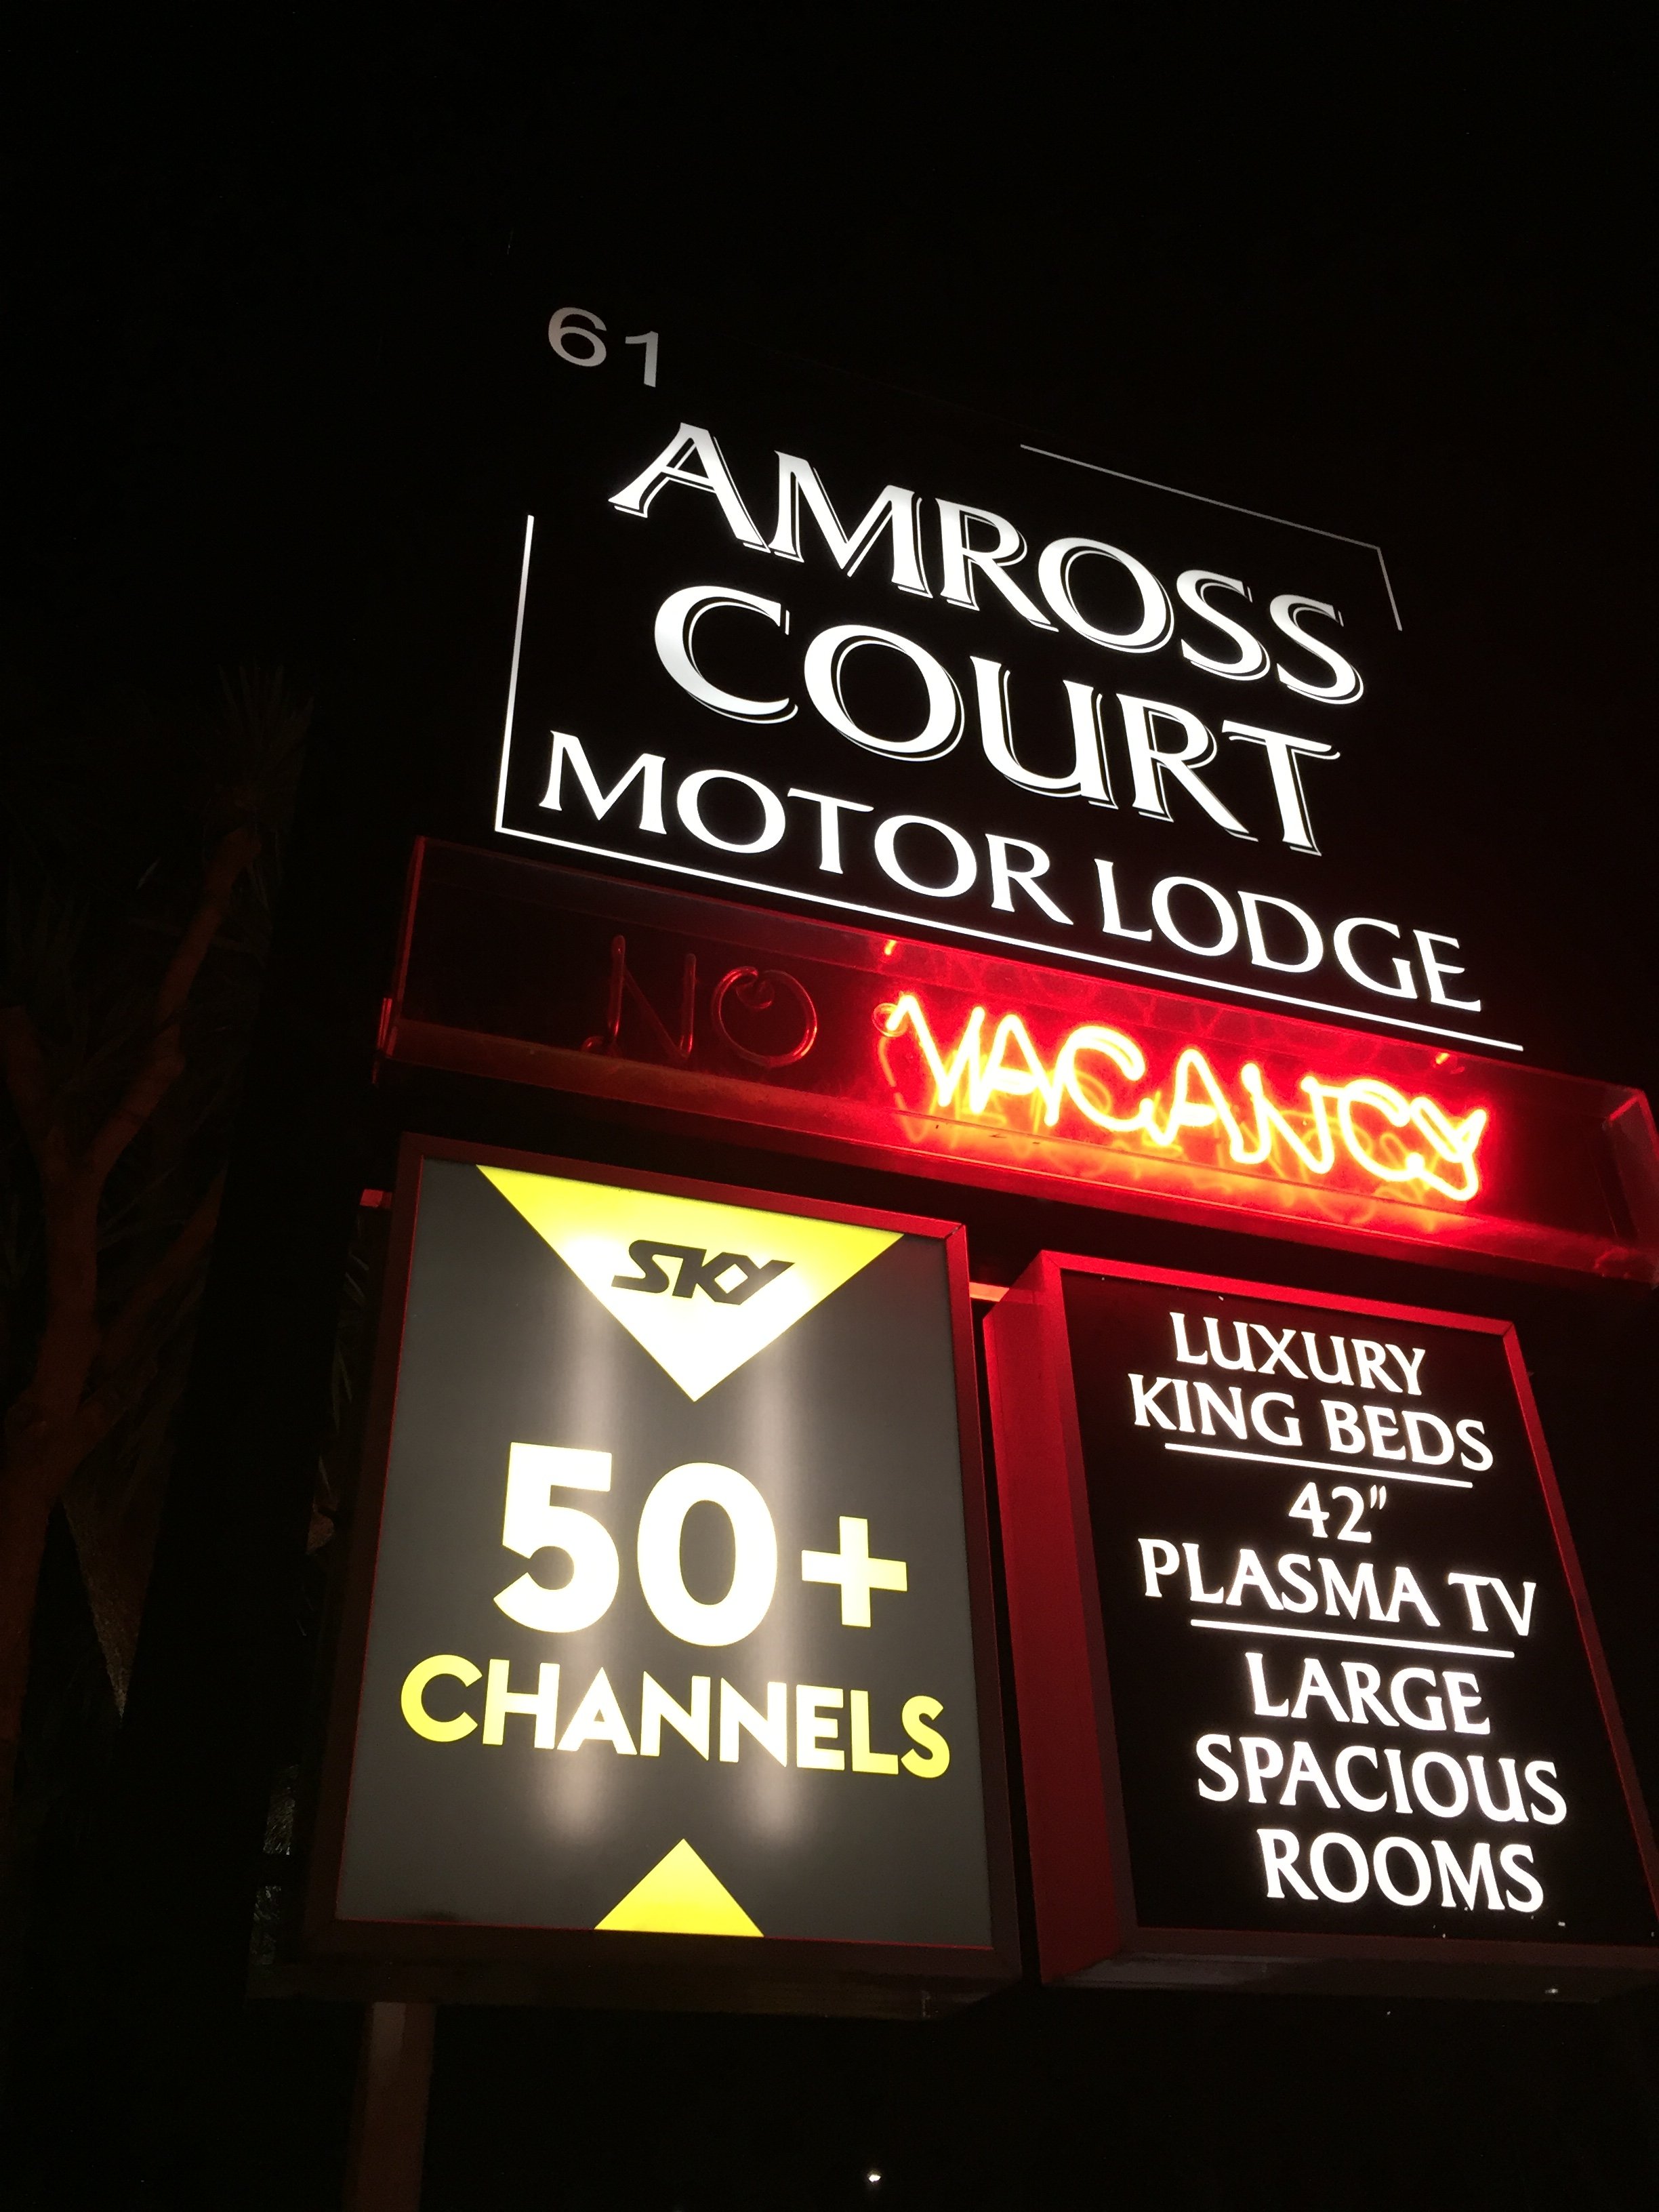 61
AMROSS
COURT
MOTOR LODGE
NO VACANCY
SKY
50+
CHANNELS
LUXURY
KING BEDS
42"
PLASMA TV
LARGE
SPACIOUS
ROOMS